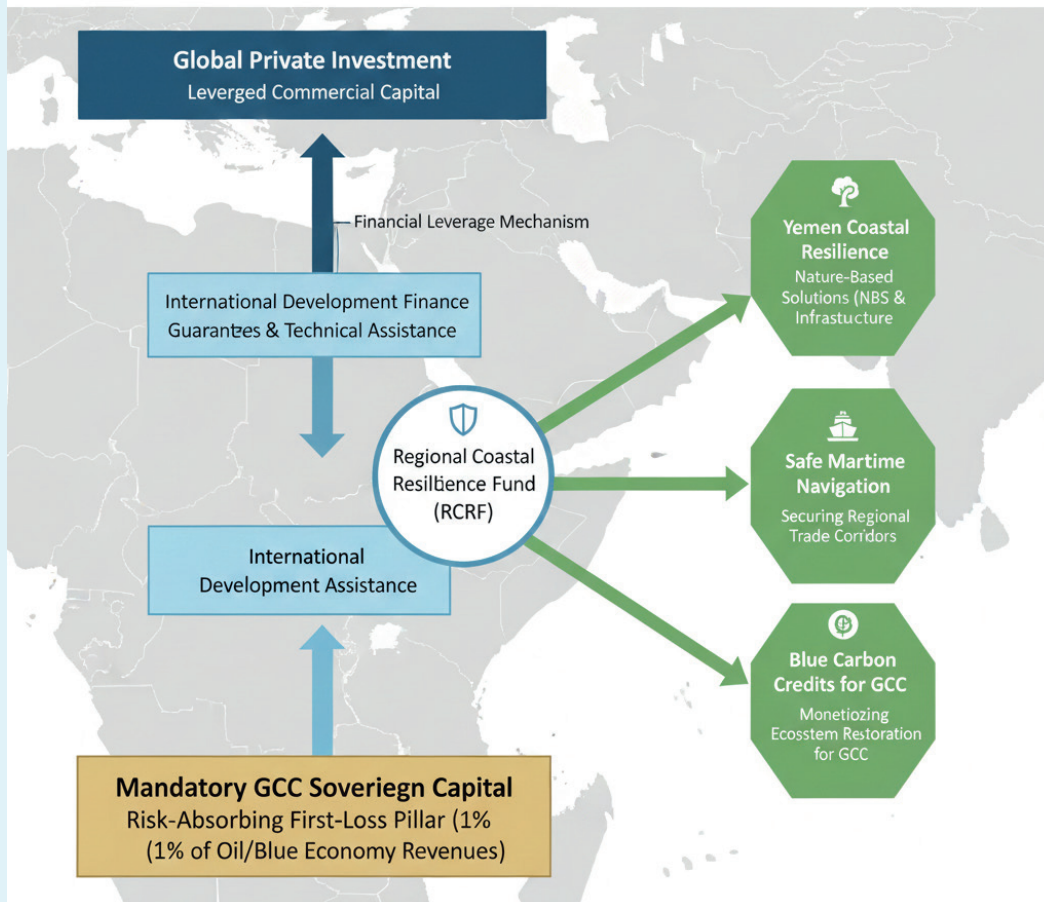 Global Private Investment
Leverged Commercial Capital
Financial Leverage Mechanism
International Development Finance
Guarantes & Technical Assistance
Regional Coastal
Resilience Fund
(RCRF)
International
Development Assistance
Mandatory GCC Soveriegn Capital
Risk-Absorbing First-Loss Pillar (1%
(1% of Oil/Blue Economy Revenues)
Yemen Coastal
Resilience
Nature-Based
Solutions (NBS &
Infrastucture
Safe Martime
Navigation
Securing Regional
Trade Corridors
Blue Carbon
Credits for GCC
Monetiozing
Ecosstem Restoration
for GCC